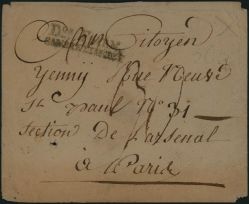 Citoyen
Yenny Rue Neuve
St. paul N° 31
section De l'arsenal
à Paris